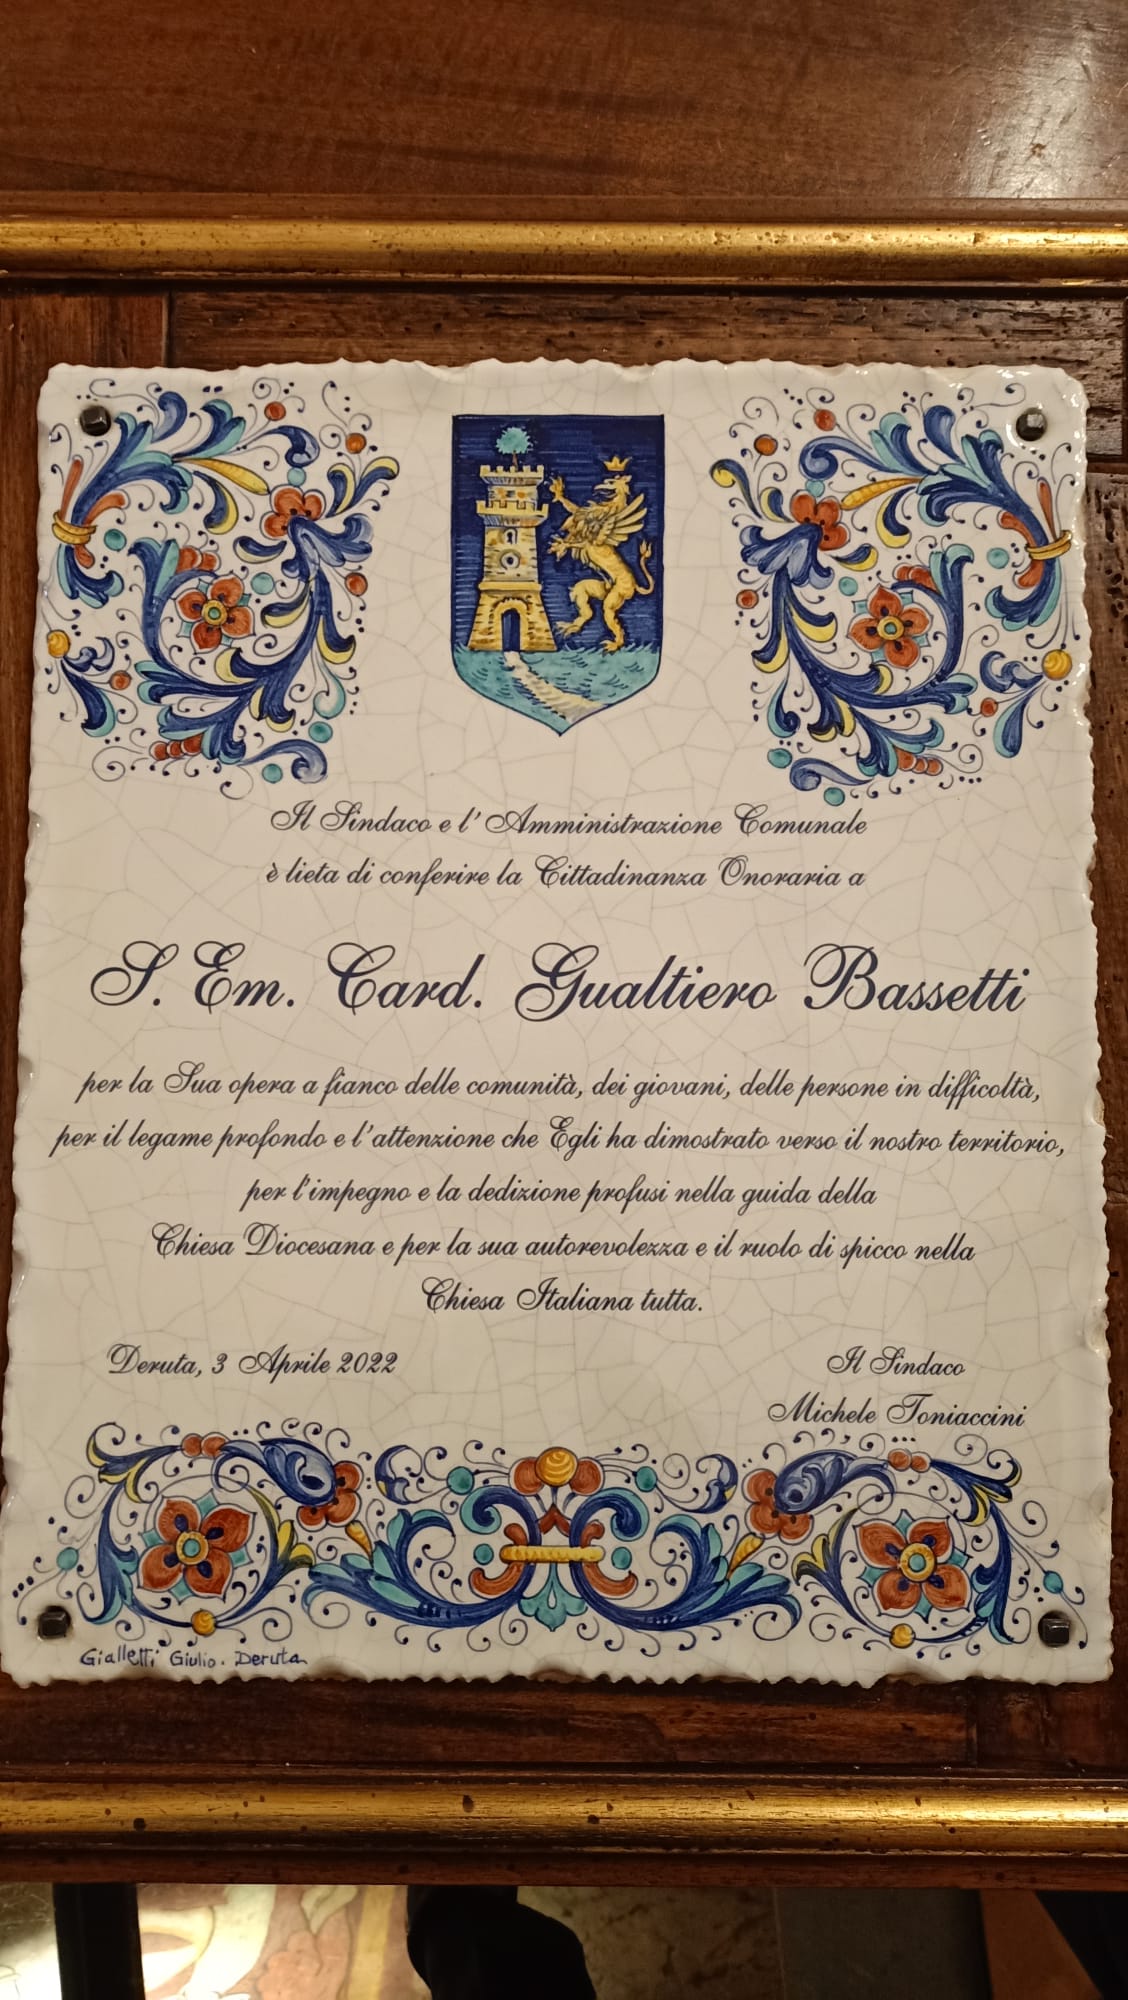 Il Sindaco e l'Amministrazione Comunale
è lieta di conferire la Cittadinanza Onoraria a
S. Em. Card. Gualtiero Bassetti
per la Sua opera a fianco delle comunità, dei giovani, delle persone in difficoltà,
per il legame profondo e l'attenzione che Egli ha dimostrato verso il nostro territorio,
per l'impegno e la dedizione profusi nella guida della
Chiesa Diocesana e per la sua autorevolezza e il ruolo di spicco nella
Chiesa Italiana tutta.
Deruta, 3 Aprile 2022
Il Sindaco
Michele Toniaccini
Gialletti Giulio. Deruta